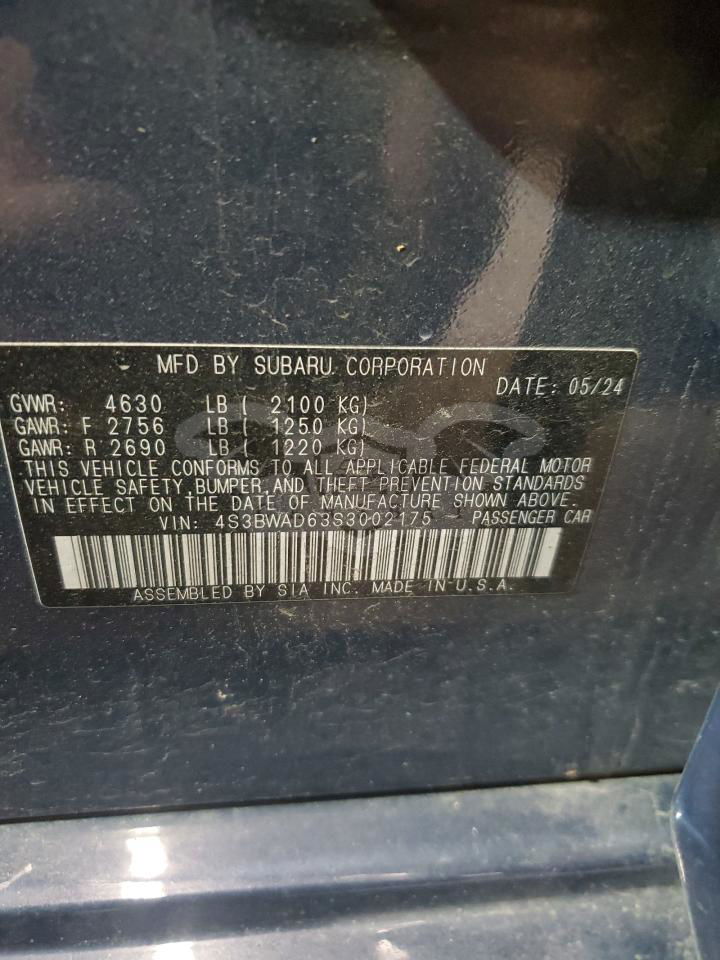 MFD BY SUBARU CORPORATION
DATE: 05/24
GVWR: 4630 LB ( 2100 KG)
GAWR: F 2756 LB ( 1250 KG)
GAWR: R 2690 LB ( 1220 KG)
THIS VEHICLE CONFORMS TO ALL APPLICABLE FEDERAL MOTOR
VEHICLE SAFETY,BUMPER,AND THEFT PREVENTION STANDARDS
IN EFFECT ON THE DATE OF MANUFACTURE SHOWN ABOVE.
VIN: 4S3BWAD63S3002175 PASSENGER CAR
ASSEMBLED BY SIA INC. MADE IN U.S.A.